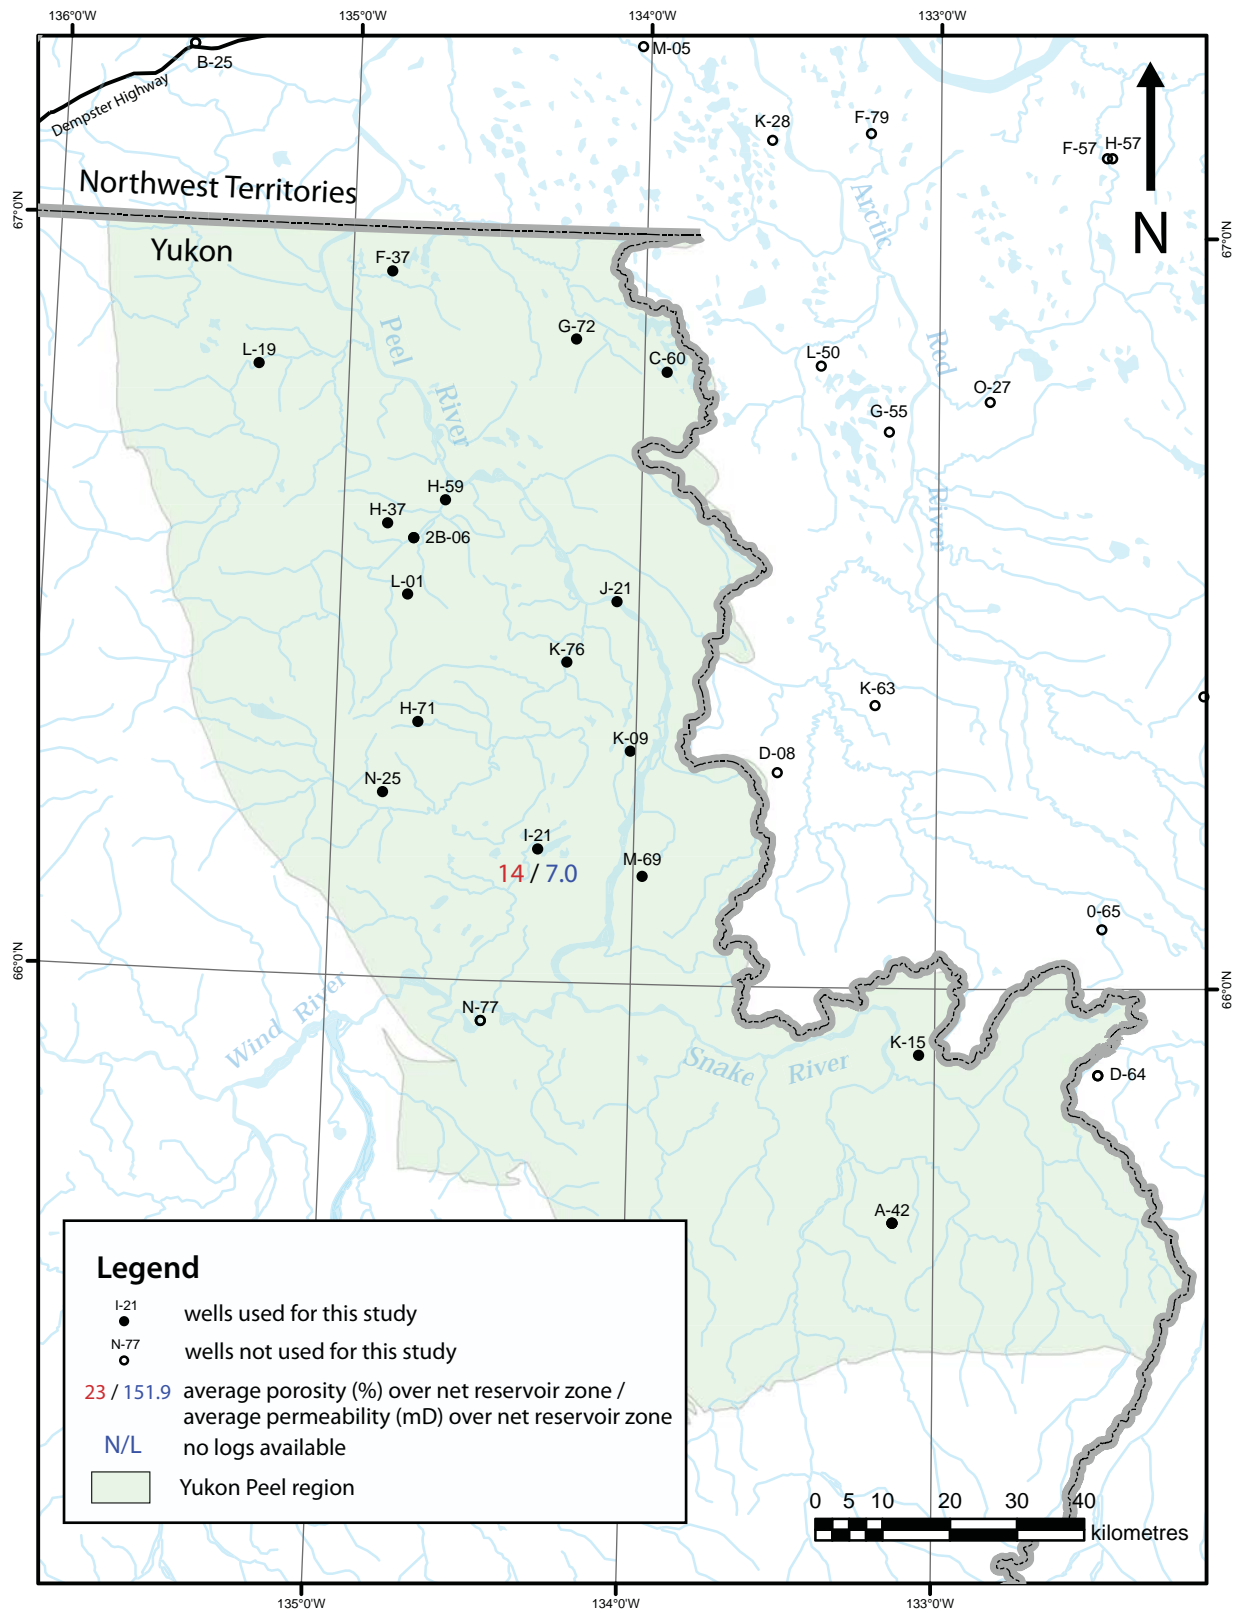 136°0'W
135°0'W
134°0'W
133°0'W
B-25
M-05
Dempster Highway
K-28
F-79
F-57
H-57
N
Northwest Territories
67°0'N
67°0'N
Yukon
Arctic
Red
River
F-37
Peel
River
G-72
L-19
C-60
L-50
O-27
G-55
H-59
H-37
2B-06
L-01
J-21
K-76
K-63
H-71
K-09
D-08
N-25
I-21
14 / 7.0
M-69
0-65
66°0'N
66°0'N
Wind River
N-77
Snake River
K-15
D-64
A-42
Legend
I-21
wells used for this study
N-77
wells not used for this study
23 / 151.9 average porosity (%) over net reservoir zone /
average permeability (mD) over net reservoir zone
N/L no logs available
Yukon Peel region
0 5 10 20 30 40
kilometres
135°0'W
134°0'W
133°0'W